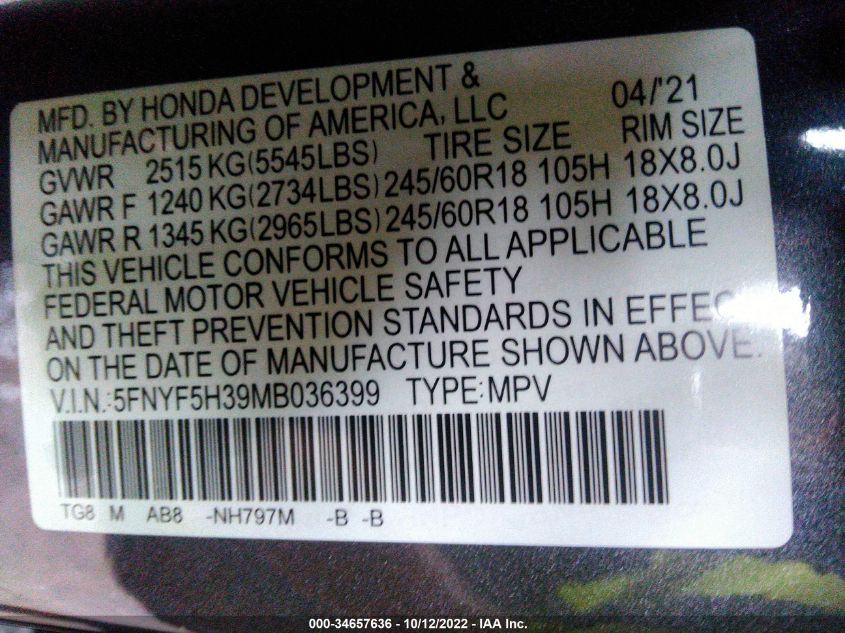 MFD. BY HONDA DEVELOPMENT & 04/'21
MANUFACTURING OF AMERICA, LLC
GVWR 2515 KG(5545LBS) TIRE SIZE RIM SIZE
GAWR F 1240 KG(2734LBS) 245/60R18 105H 18X8.0J
GAWR R 1345 KG(2965LBS) 245/60R18 105H 18X8.0J
THIS VEHICLE CONFORMS TO ALL APPLICABLE
FEDERAL MOTOR VEHICLE SAFETY
AND THEFT PREVENTION STANDARDS IN EFFEC
ON THE DATE OF MANUFACTURE SHOWN ABOVE.
V.I.N.:5FNYF5H39MB036399 TYPE:MPV
TG8 M AB8 -NH797M -B -B
000-34657636 - 10/12/2022 - IAA Inc.